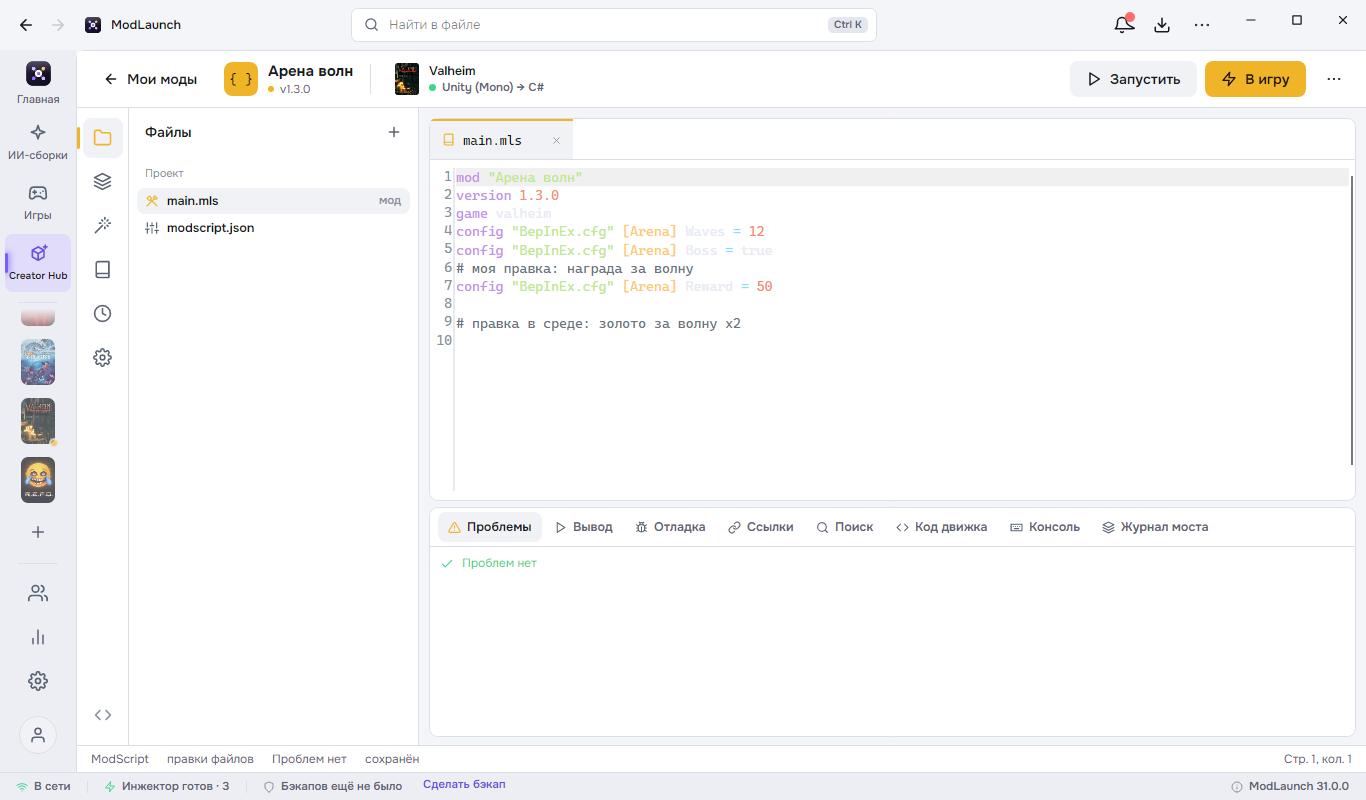 ModLaunch
Найти в файле
Ctrl K
Главная
ИИ-сборки
Игры
Creator Hub
Мои моды
{ }
Арена волн
v1.3.0
Valheim
Unity (Mono) → C#
Запустить
В игру
Файлы
Проект
main.mls
мод
modscript.json
main.mls
1 mod "Арена волн"
2 version 1.3.0
3 game valheim
4 config "BepInEx.cfg" [Arena] Waves = 12
5 config "BepInEx.cfg" [Arena] Boss = true
6 # моя правка: награда за волну
7 config "BepInEx.cfg" [Arena] Reward = 50
8
9 # правка в среде: золото за волну x2
10
R.E.P.O.
Проблемы
Вывод
Отладка
Ссылки
Поиск
Код движка
Консоль
Журнал моста
Проблем нет
ModScript
правки файлов
Проблем нет
сохранён
Стр. 1, кол. 1
В сети
Инжектор готов · 3
Бэкапов ещё не было
Сделать бэкап
ModLaunch 31.0.0